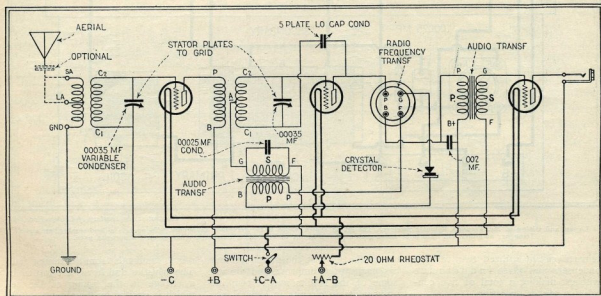 AERIAL
OPTIONAL
SA
LA
GND
C2
C1
STATOR PLATES
TO GRID
.00035 MF
VARIABLE
CONDENSER
5 PLATE LO CAP COND
P
B
A
C2
C1
.00035
MF.
.00025 MF
COND.
G
S
F
B
P
P
AUDIO
TRANSF
RADIO
FREQUENCY
TRANSF
P
G
B
F
CRYSTAL
DETECTOR
AUDIO TRANSF
P
G
P
S
B+
F
.002
MF
GROUND
SWITCH
20 OHM RHEOSTAT
-C
+B
+C-A
+A-B